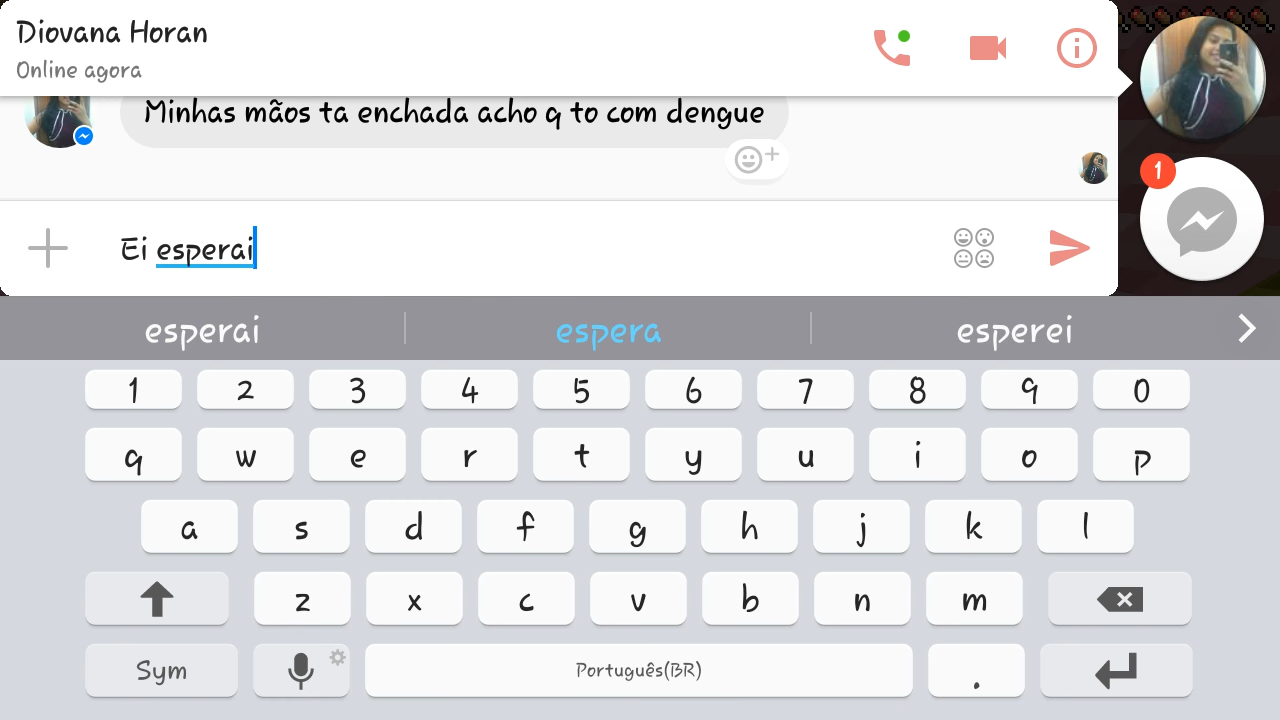 Diovana Horan
Online agora
Minhas mãos ta enchada acho q to com dengue
1
Ei esperai
esperai espera esperei
1 2 3 4 5 6 7 8 9 0
q w e r t y u i o p
a s d f g h j k l
z x c v b n m
Sym Português(BR) .